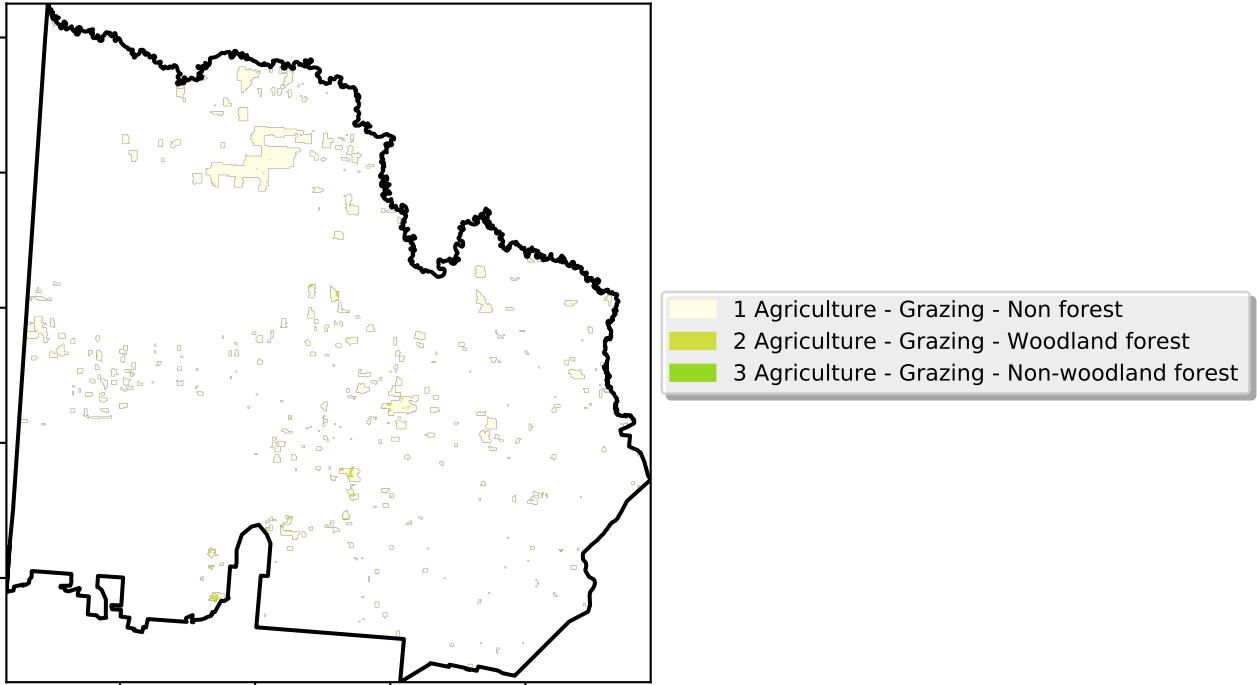 1 Agriculture - Grazing - Non forest
2 Agriculture - Grazing - Woodland forest
3 Agriculture - Grazing - Non-woodland forest